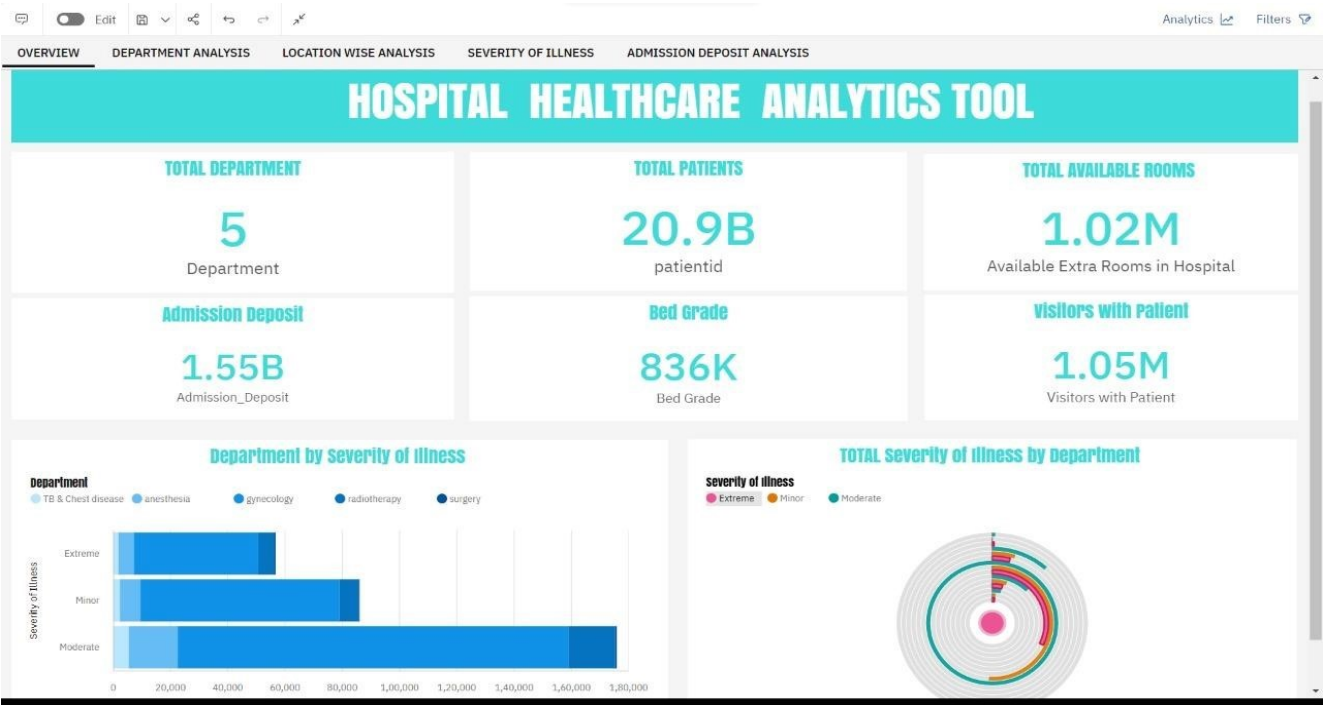 Edit
Analytics
Filters
OVERVIEW DEPARTMENT ANALYSIS LOCATION WISE ANALYSIS SEVERITY OF ILLNESS ADMISSION DEPOSIT ANALYSIS
HOSPITAL HEALTHCARE ANALYTICS TOOL
TOTAL DEPARTMENT
5
Department
TOTAL PATIENTS
20.9B
patientid
TOTAL AVAILABLE ROOMS
1.02M
Available Extra Rooms in Hospital
Admission Deposit
1.55B
Admission_Deposit
Bed Grade
836K
Bed Grade
Visitors with Patient
1.05M
Visitors with Patient
Department by Severity of Illness
Department
TB & Chest disease anesthesia gynecology radiotherapy surgery
Severity of Illness
Extreme
Minor
Moderate
0 20,000 40,000 60,000 80,000 1,00,000 1,20,000 1,40,000 1,60,000 1,80,000
TOTAL Severity of Illness by Department
Severity of Illness
Extreme Minor Moderate